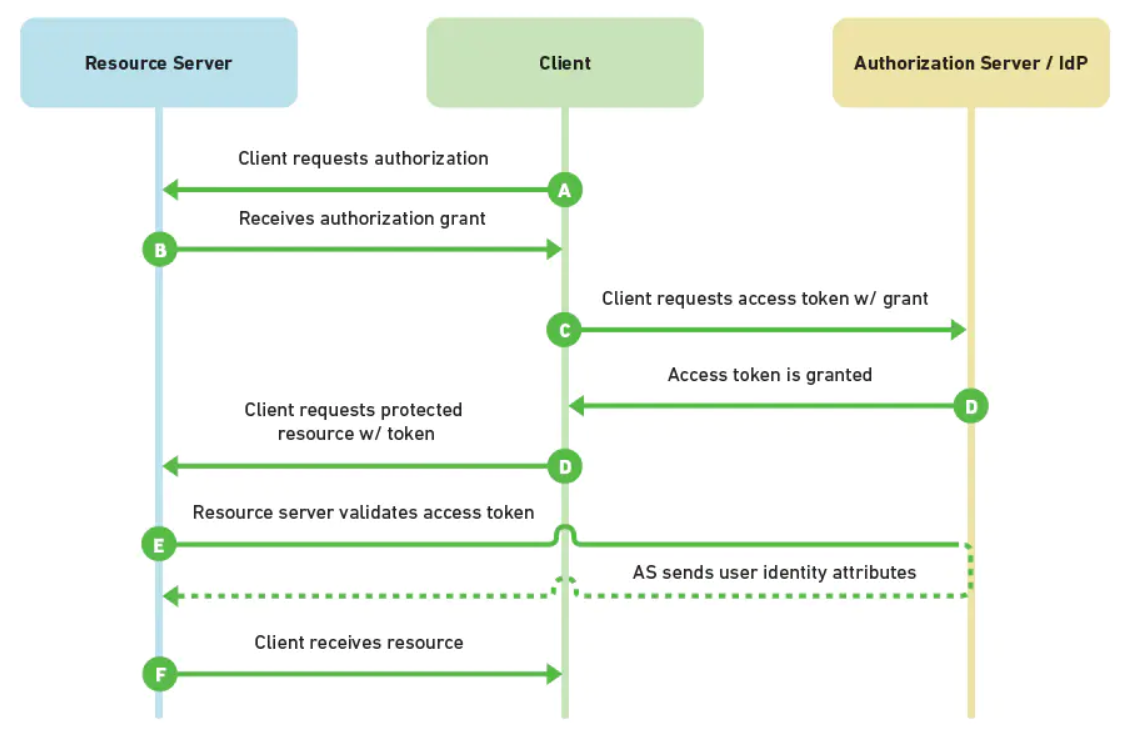 Resource Server
Client
Authorization Server / IdP
Client requests authorization
A
Receives authorization grant
B
Client requests access token w/ grant
C
Access token is granted
D
Client requests protected
resource w/ token
D
Resource server validates access token
E
AS sends user identity attributes
Client receives resource
F